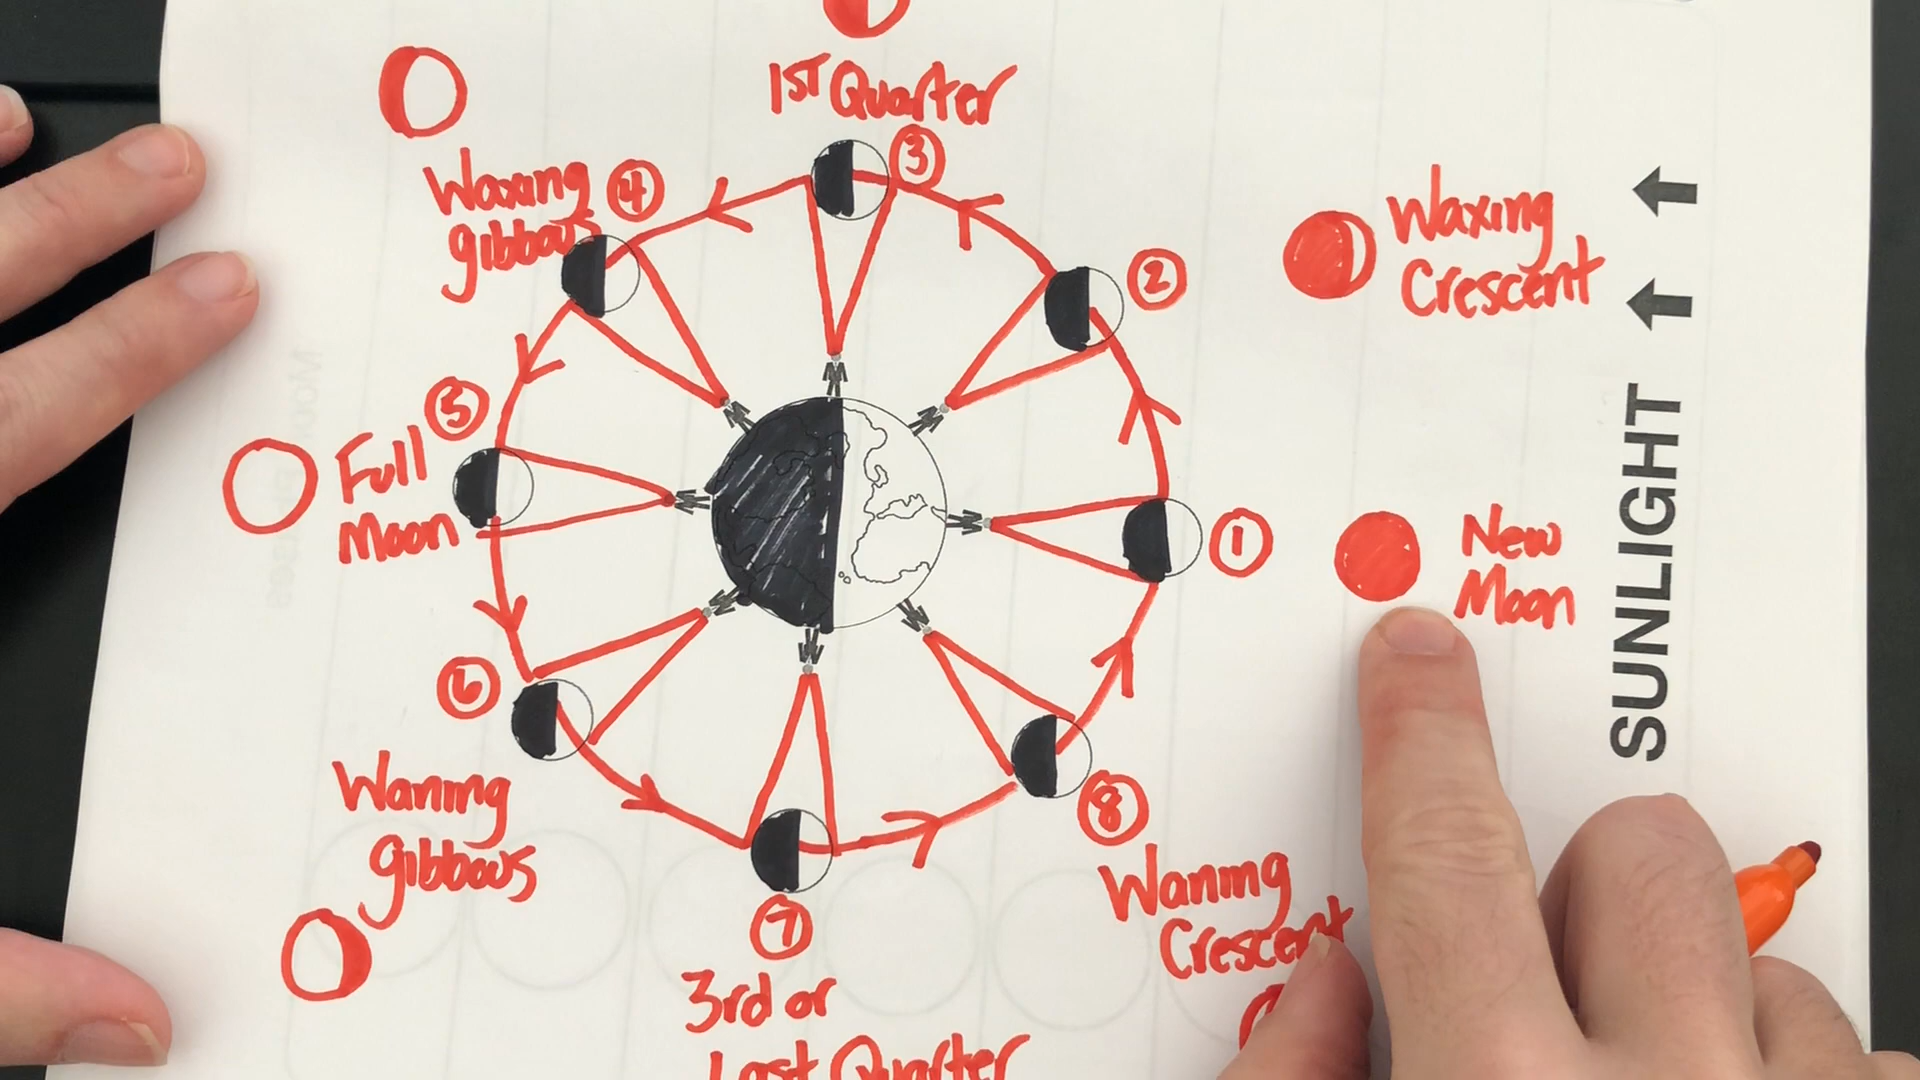 1ST Quarter
3
Waxing
gibbous
4
2
Waxing
Crescent
5
Full
Moon
1
New
Moon
SUNLIGHT
6
Waning
gibbous
7
3rd or
Last Quarter
8
Waning
Crescent